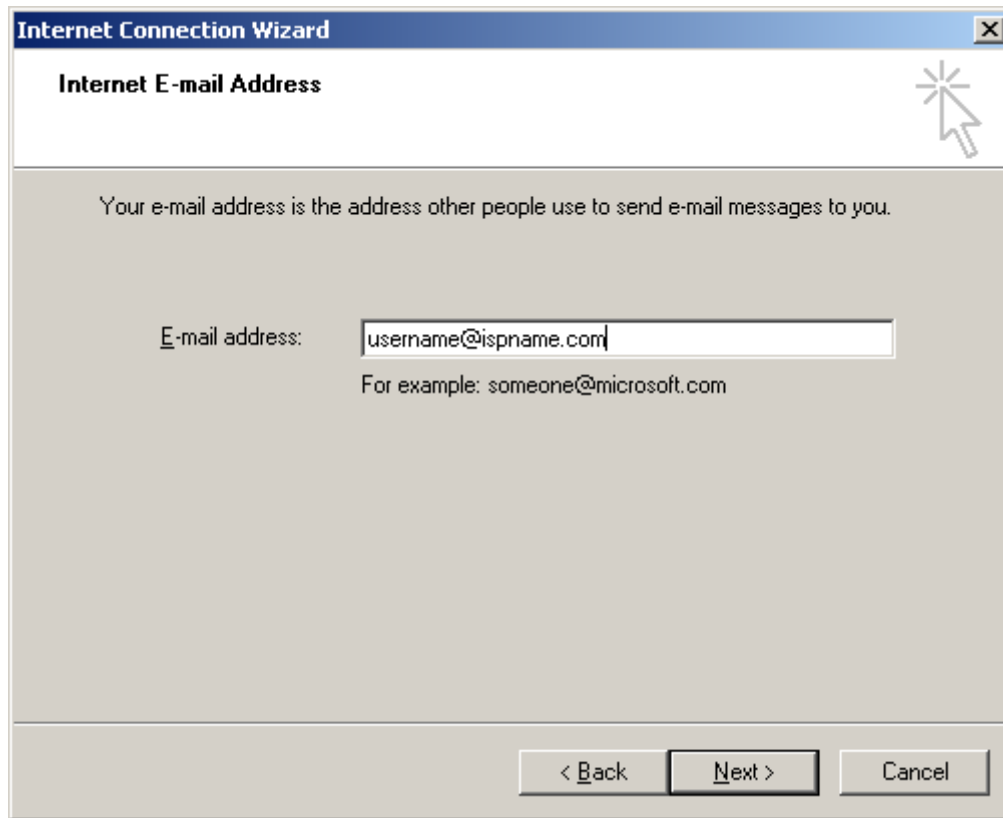 Internet Connection Wizard
Internet E-mail Address
Your e-mail address is the address other people use to send e-mail messages to you.
E-mail address: username@ispname.com
For example: someone@microsoft.com
< Back Next > Cancel